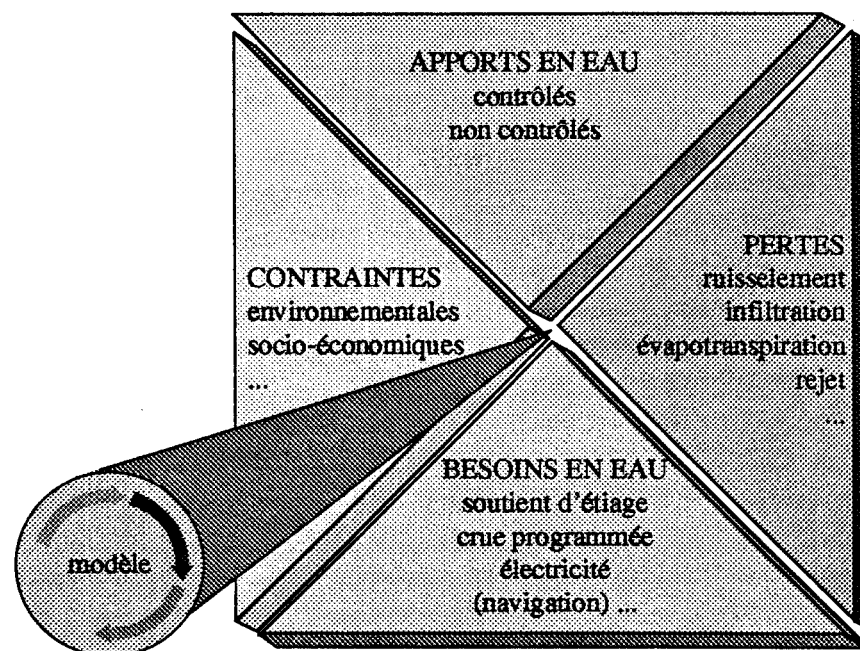 APPORTS EN EAU
contrôlés
non contrôlés
CONTRAINTES
environnementales
socio-économiques
...
PERTES
ruisselement
infiltration
évapotranspiration
rejet
...
BESOINS EN EAU
soutient d'étiage
crue programmée
électricité
(navigation) ...
modèle